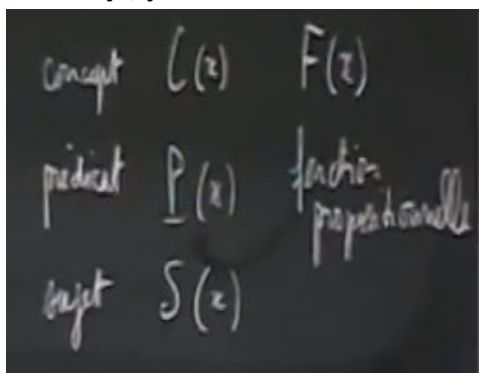 concept C(x) F(x)
prédicat P(x) fonction
propositionnelle
sujet S(x)